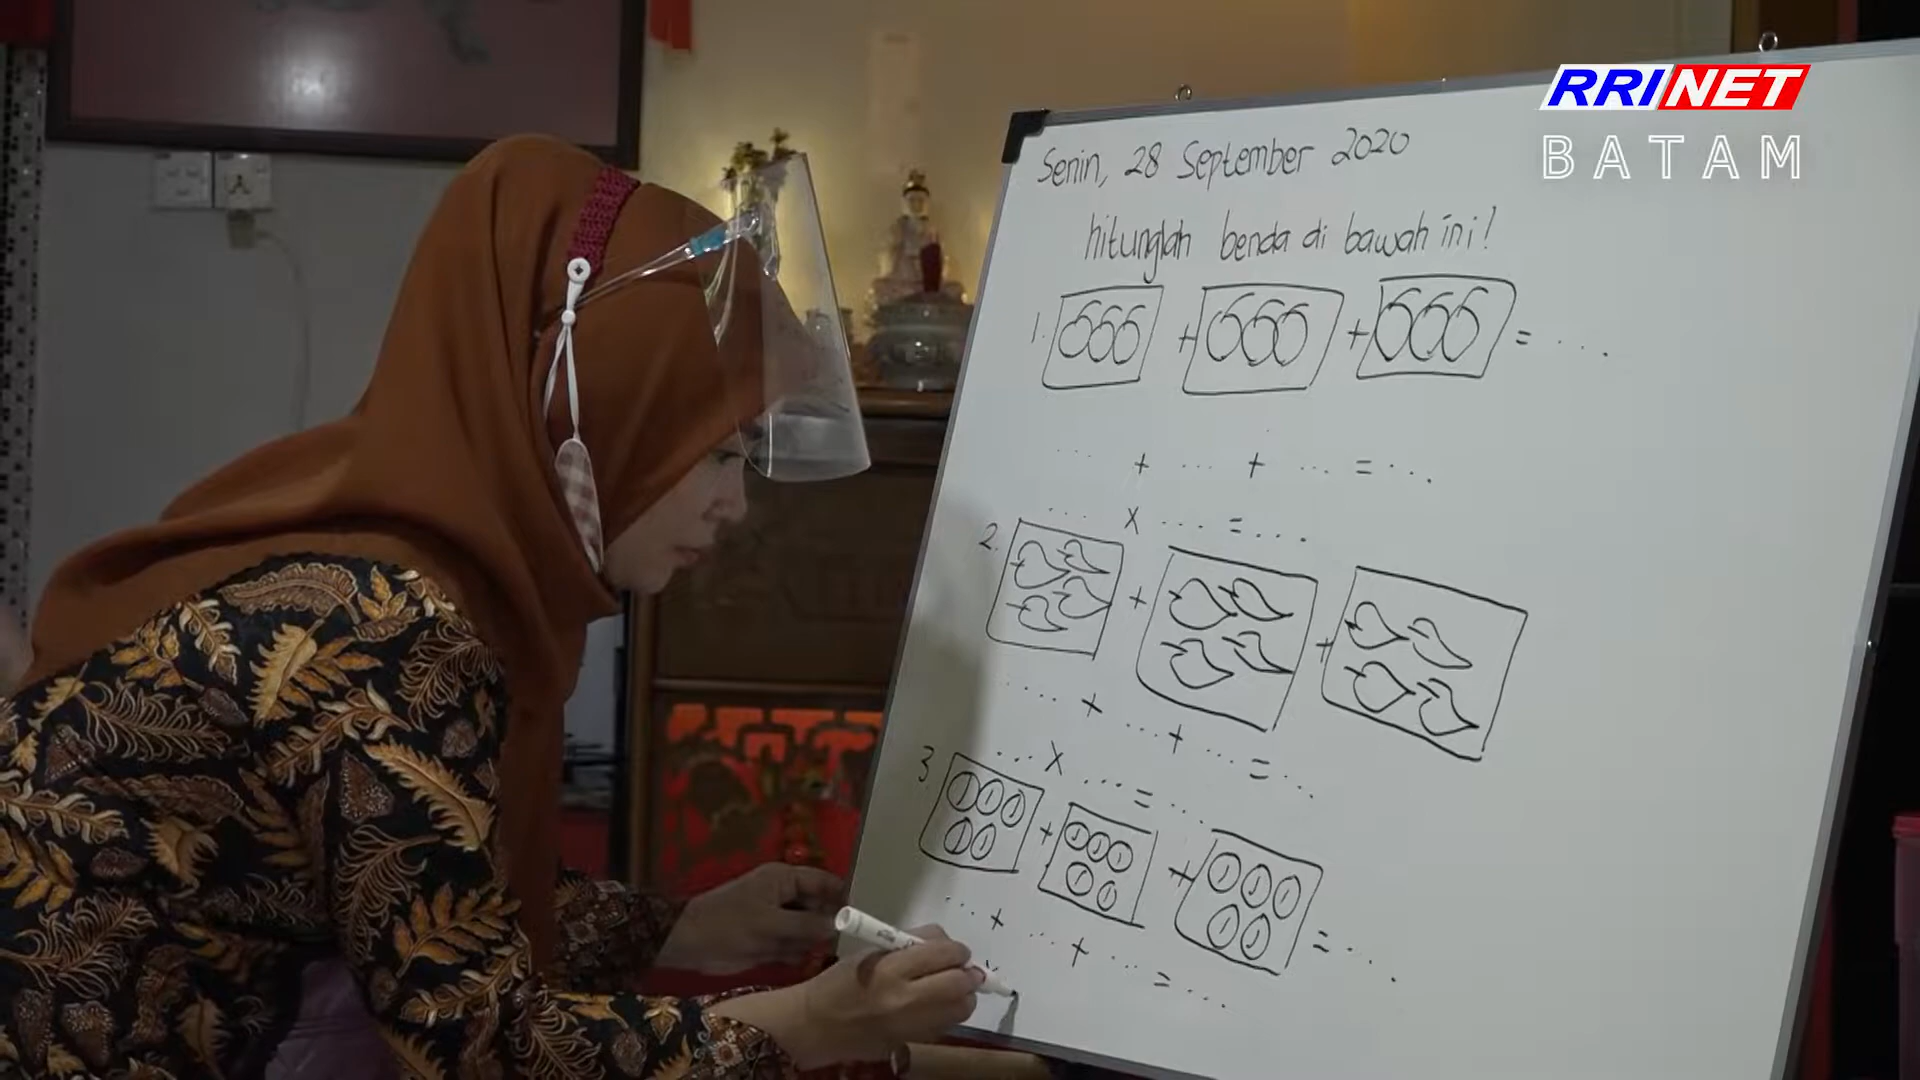 RRINET
BATAM
Senin, 28 September 2020
hitunglah benda di bawah ini!
1. + + = ....
... + ... + ... = ....
.... x .... = ....
2. + +
..... + .... + .... = ....
.... x .... = ...
3 + + = ....
... + ... + .... = ....
x